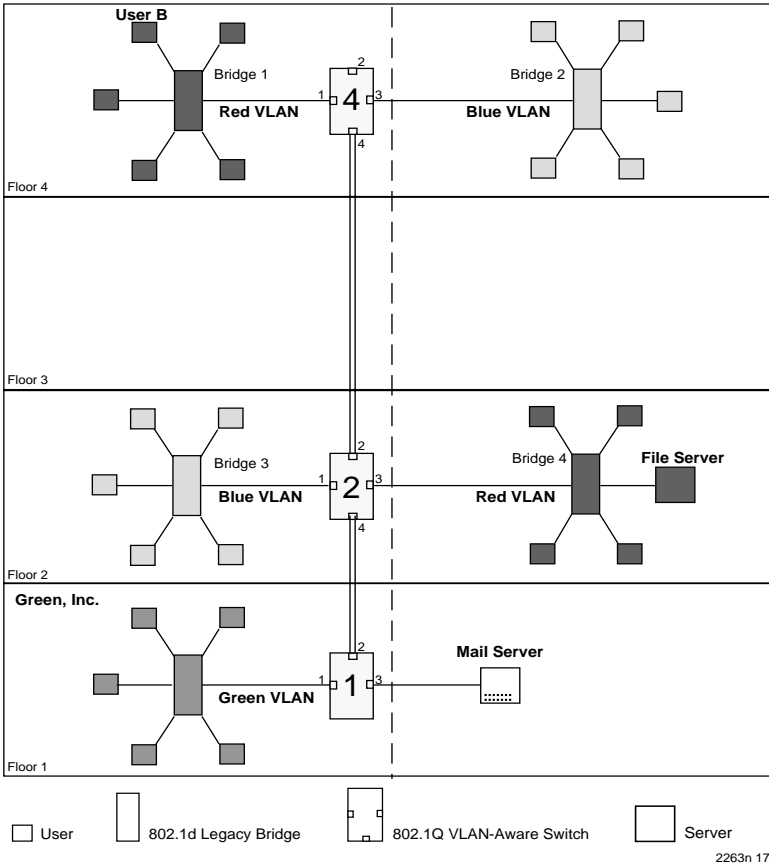 User B
Bridge 1
Red VLAN
1
2
4
3
4
Bridge 2
Blue VLAN
Floor 4
Floor 3
Bridge 3
Blue VLAN
1
2
2
3
4
Bridge 4
Red VLAN
File Server
Floor 2
Green, Inc.
Green VLAN
1
2
1
3
Mail Server
Floor 1
User
802.1d Legacy Bridge
802.1Q VLAN-Aware Switch
Server
2263n 17